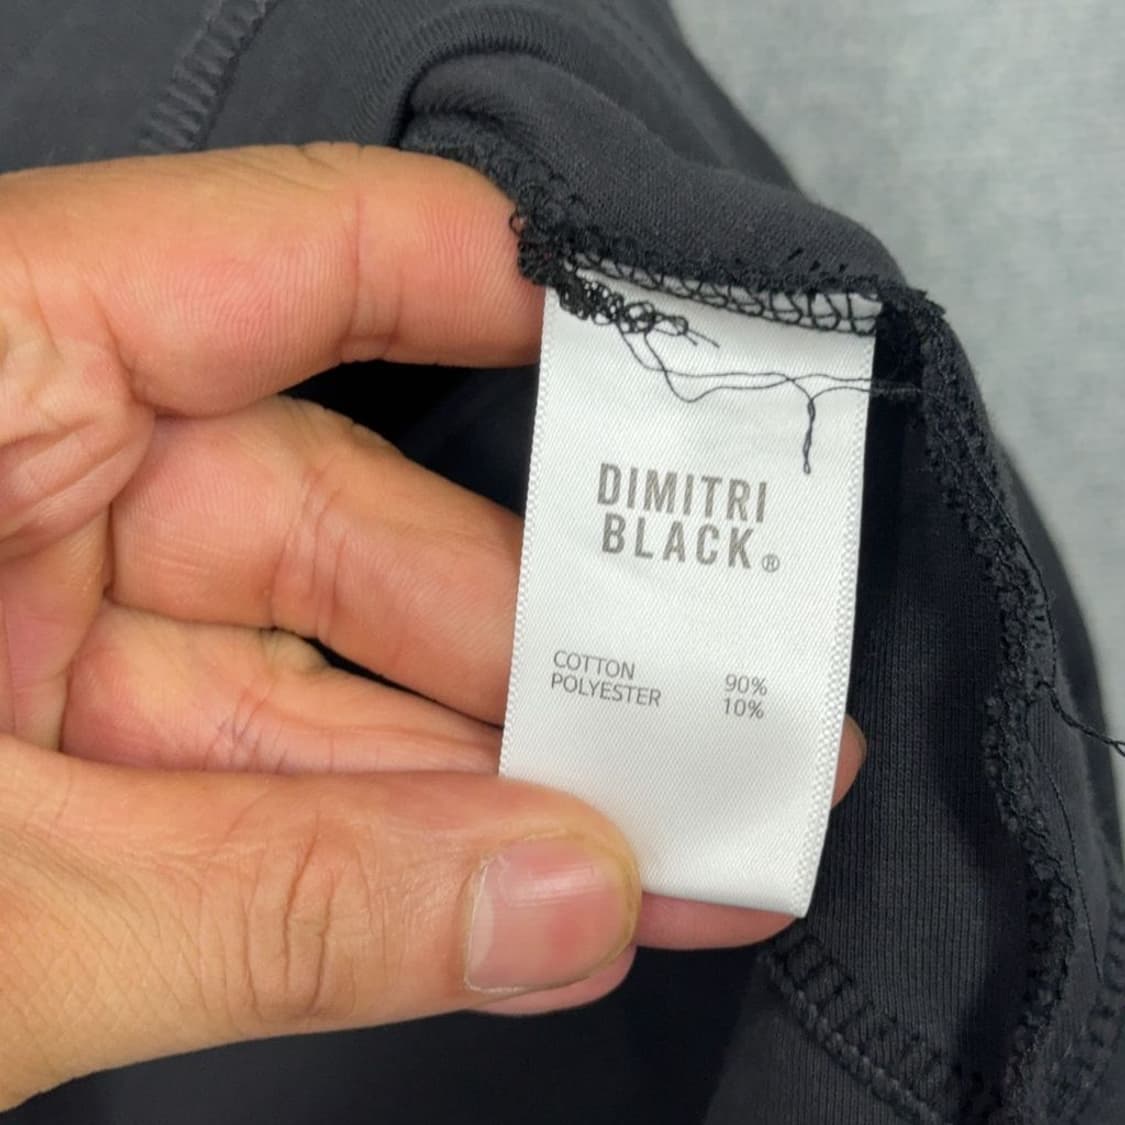 DIMITRI
BLACK®
COTTON 90%
POLYESTER 10%